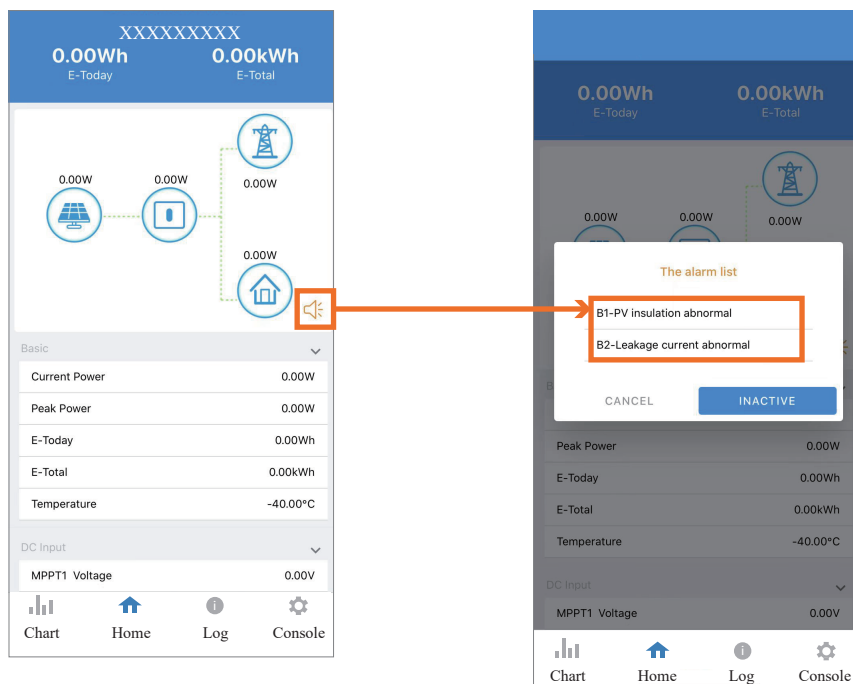 XXXXXXXXX
0.00Wh 0.00kWh
E-Today E-Total
0.00W 0.00W 0.00W
0.00W
Basic
Current Power 0.00W
Peak Power 0.00W
E-Today 0.00Wh
E-Total 0.00kWh
Temperature -40.00°C
DC Input
MPPT1 Voltage 0.00V
Chart Home Log Console
0.00Wh 0.00kWh
E-Today E-Total
0.00W 0.00W 0.00W
The alarm list
B1-PV insulation abnormal
B2-Leakage current abnormal
CANCEL INACTIVE
Peak Power 0.00W
E-Today 0.00Wh
E-Total 0.00kWh
Temperature -40.00°C
DC Input
MPPT1 Voltage 0.00V
Chart Home Log Console